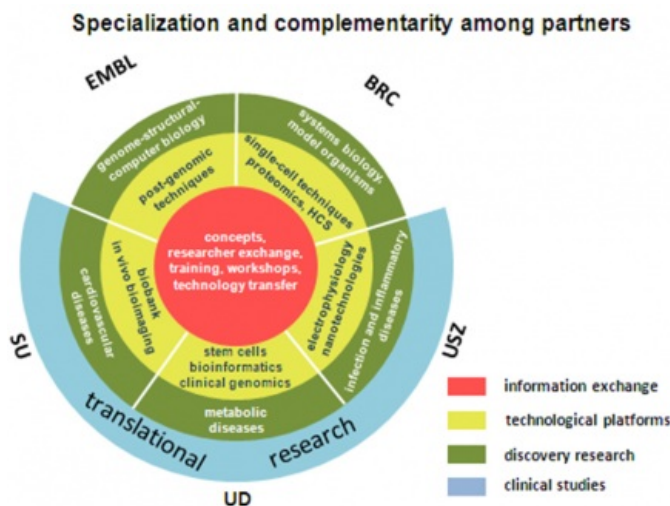 Specialization and complementarity among partners
EMBL
BRC
genome-structural-
computer biology
systems biology,
model organisms
post-genomic
techniques
single-cell techniques
proteomics, HCS
concepts,
researcher exchange,
training, workshops,
technology transfer
cardiovascular
diseases
biobank
in vivo bioimaging
electrophysiology
nanotechnologies
infection and inflammatory
diseases
stem cells
bioinformatics
clinical genomics
metabolic
diseases
SU
USZ
translational research
UD
information exchange
technological platforms
discovery research
clinical studies